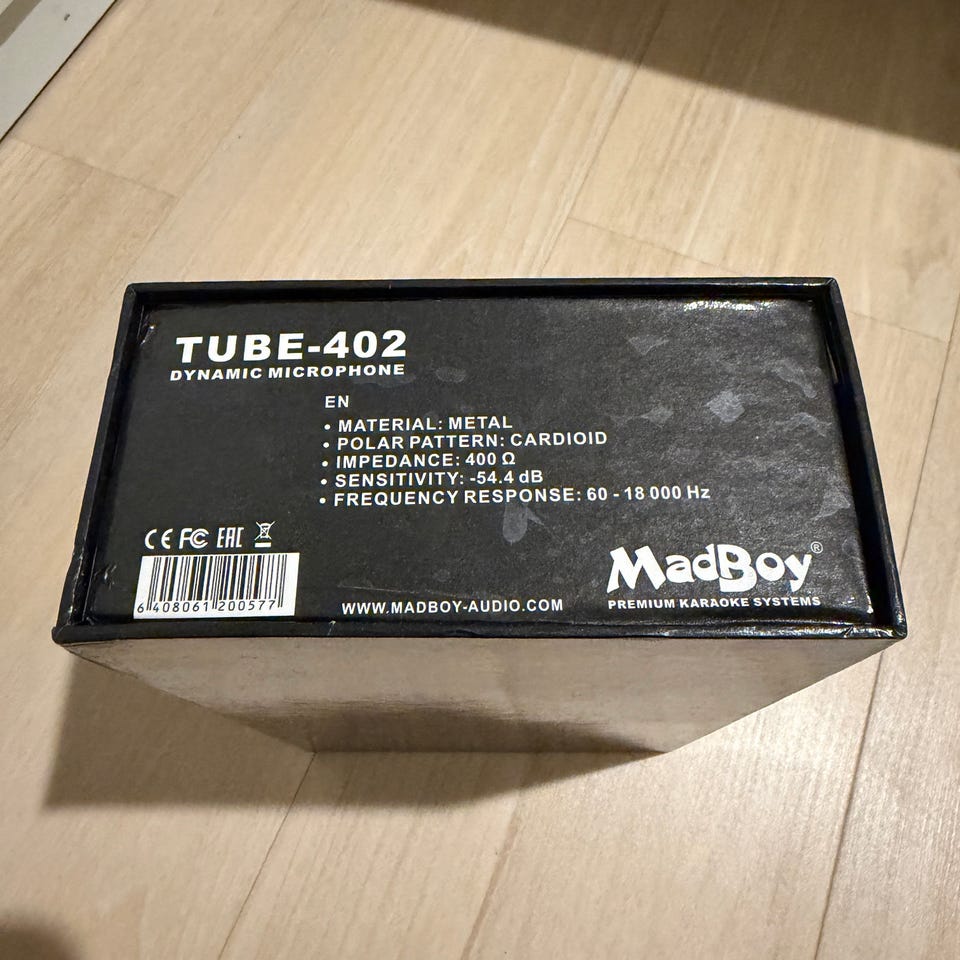 TUBE-402
DYNAMIC MICROPHONE
EN
• MATERIAL: METAL
• POLAR PATTERN: CARDIOID
• IMPEDANCE: 400 Ω
• SENSITIVITY: -54.4 dB
• FREQUENCY RESPONSE: 60 - 18 000 Hz
CE FC EAC
6 408061 200577
WWW.MADBOY-AUDIO.COM
MadBoy®
PREMIUM KARAOKE SYSTEMS